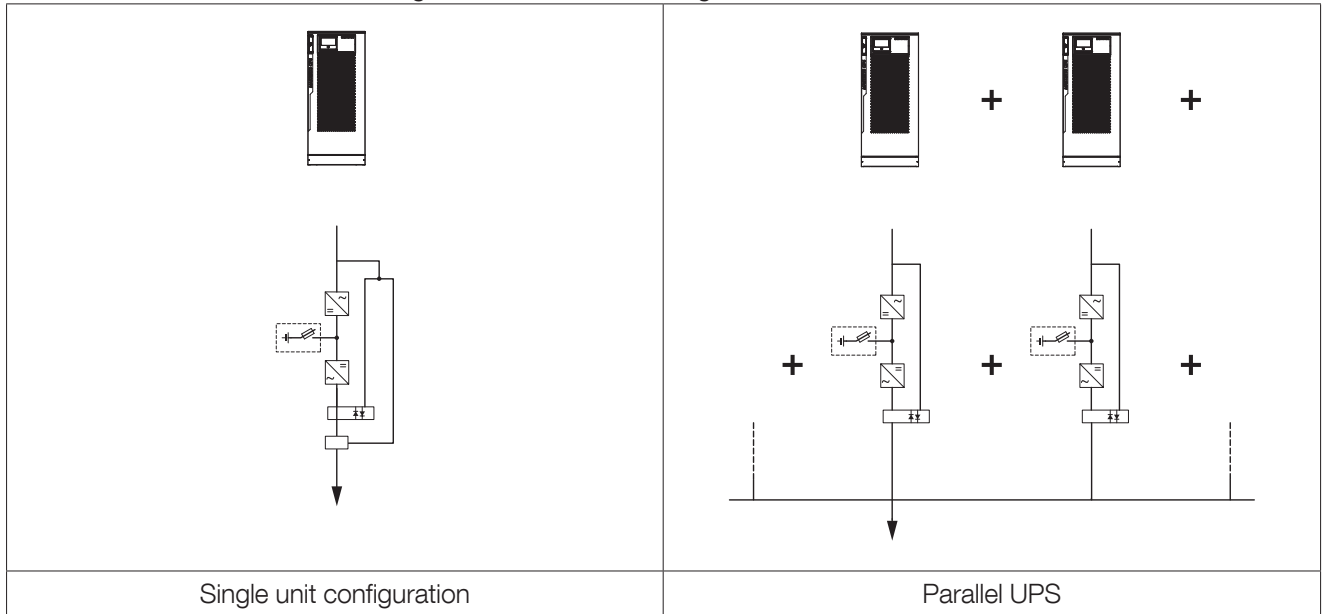 + +
+ + +
Single unit configuration
Parallel UPS